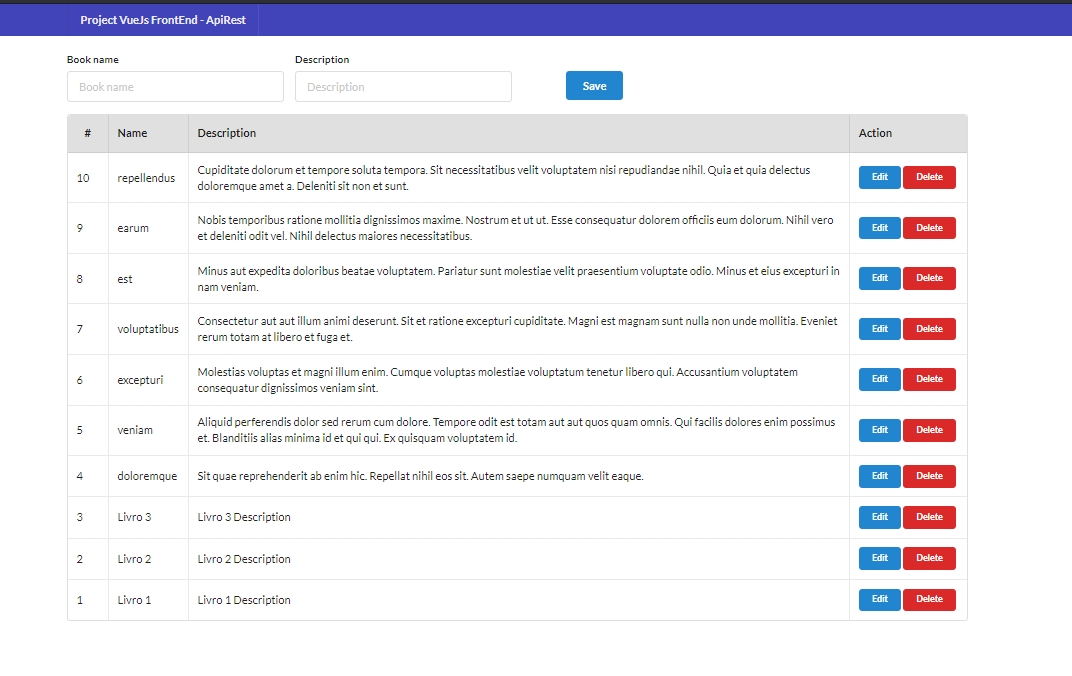 Project VueJs FrontEnd - ApiRest
Book name Description
Book name Description Save
# Name Description Action
10 repellendus Cupiditate dolorum et tempore soluta tempora. Sit necessitatibus velit voluptatem nisi repudiandae nihil. Quia et quia delectus
doloremque amet a. Deleniti sit non et sunt. Edit Delete
9 earum Nobis temporibus ratione mollitia dignissimos maxime. Nostrum et ut ut. Esse consequatur dolorem officiis eum dolorum. Nihil vero
et deleniti odit vel. Nihil delectus maiores necessitatibus. Edit Delete
8 est Minus aut expedita doloribus beatae voluptatem. Pariatur sunt molestiae velit praesentium voluptate odio. Minus et eius excepturi in
nam veniam. Edit Delete
7 voluptatibus Consectetur aut aut illum animi deserunt. Sit et ratione excepturi cupiditate. Magni est magnam sunt nulla non unde mollitia. Eveniet
rerum totam at libero et fuga et. Edit Delete
6 excepturi Molestias voluptas et magni illum enim. Cumque voluptas molestiae voluptatum tenetur libero qui. Accusantium voluptatem
consequatur dignissimos veniam sint. Edit Delete
5 veniam Aliquid perferendis dolor sed rerum cum dolore. Tempore odit est totam aut aut quos quam omnis. Qui facilis dolores enim possimus
et. Blanditiis alias minima id et qui qui. Ex quisquam voluptatem id. Edit Delete
4 doloremque Sit quae reprehenderit ab enim hic. Repellat nihil eos sit. Autem saepe numquam velit eaque. Edit Delete
3 Livro 3 Livro 3 Description Edit Delete
2 Livro 2 Livro 2 Description Edit Delete
1 Livro 1 Livro 1 Description Edit Delete